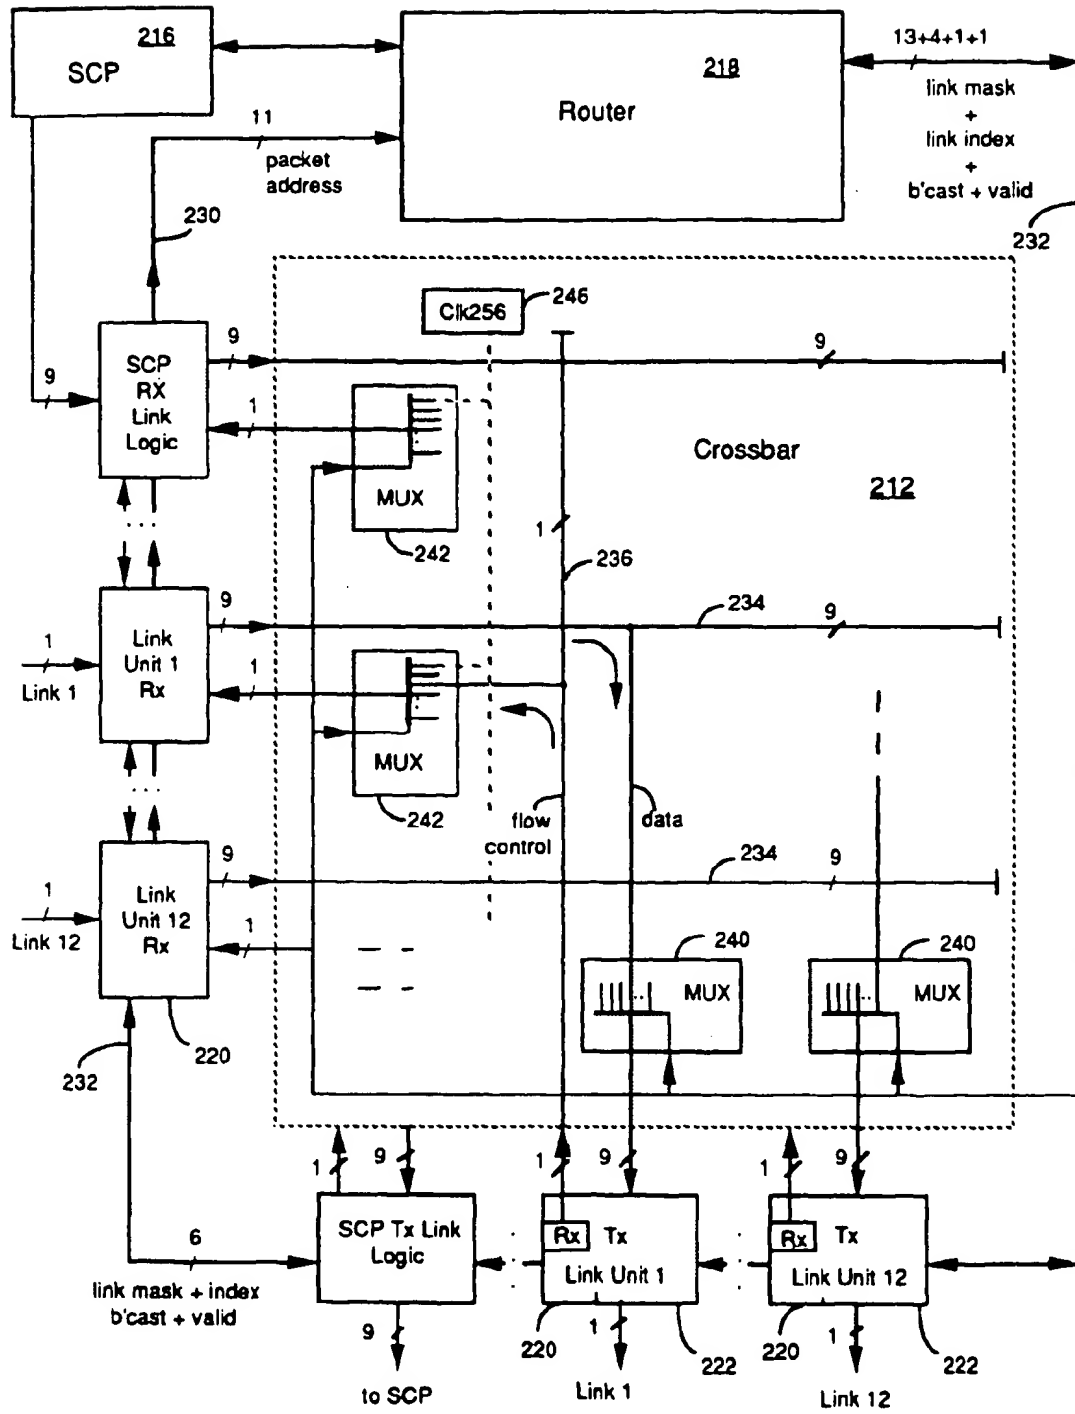 216
SCP
218
Router
13+4+1+1
link mask
+
link index
+
b'cast + valid
232
11
packet
address
230
Clk256
246
9
SCP
RX
Link
Logic
9
1
9
MUX
242
Crossbar
212
1
236
1
Link 1
Link
Unit 1
Rx
9
1
234
9
MUX
242
flow
control
data
1
Link 12
Link
Unit 12
Rx
9
1
234
9
240
MUX
240
MUX
232
220
1
9
1
9
1
9
6
link mask + index
b'cast + valid
SCP Tx Link
Logic
Rx
Tx
Link Unit 1
Rx
Tx
Link Unit 12
9
to SCP
220
1
222
Link 1
220
1
222
Link 12